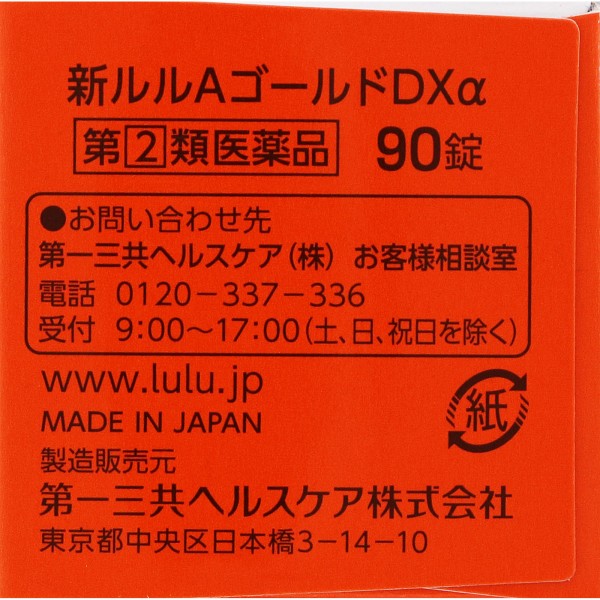 新ルルAゴールドDXα
第②類医薬品 90錠
●お問い合わせ先
第一三共ヘルスケア(株) お客様相談室
電話 0120-337-336
受付 9:00〜17:00(土、日、祝日を除く)
www.lulu.jp
MADE IN JAPAN
紙
製造販売元
第一三共ヘルスケア株式会社
東京都中央区日本橋3-14-10